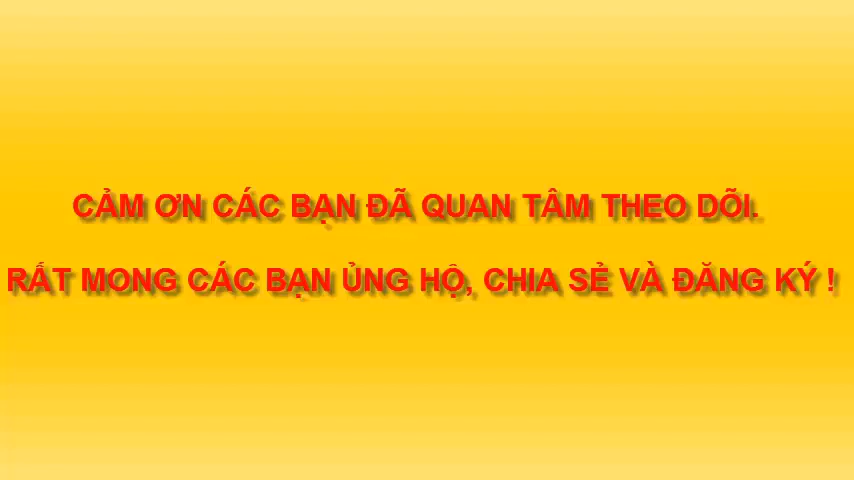 CẢM ƠN CÁC BẠN ĐÃ QUAN TÂM THEO DÕI.
RẤT MONG CÁC BẠN ỦNG HỘ, CHIA SẺ VÀ ĐĂNG KÝ !